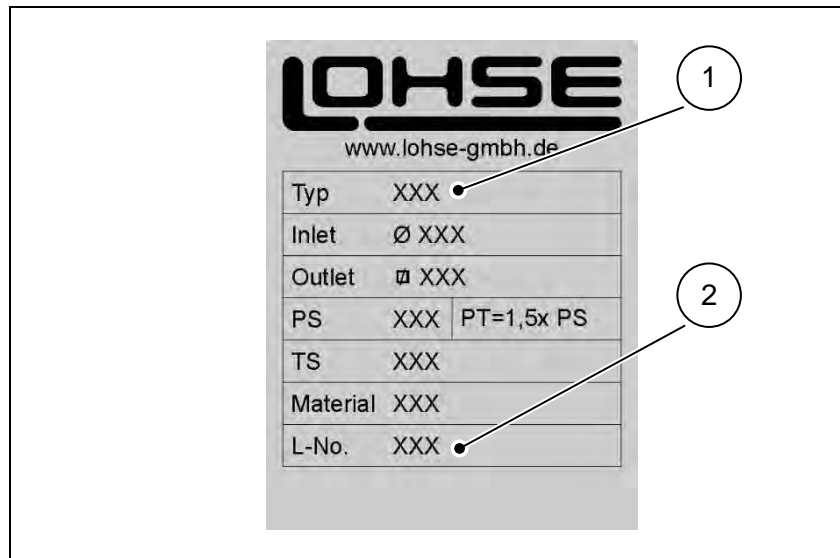 LOHSE
1
www.lohse-gmbh.de
Typ XXX
Inlet Ø XXX
Outlet ⌑ XXX
2
PS XXX PT=1,5x PS
TS XXX
Material XXX
L-No. XXX